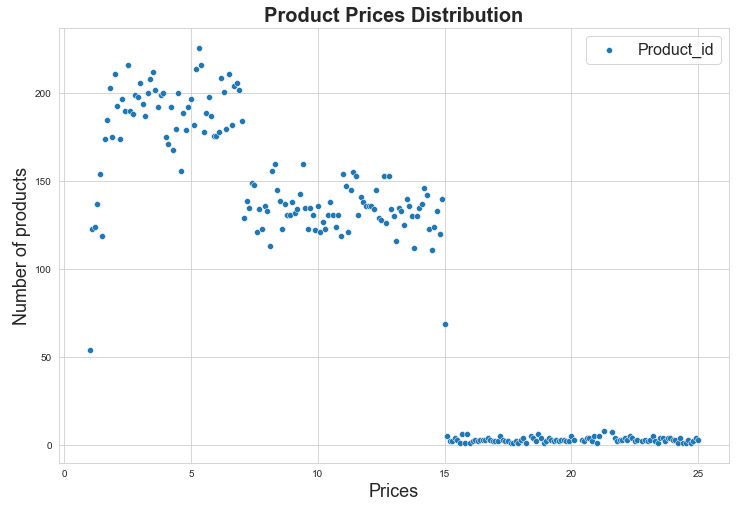 Product Prices Distribution
Product_id
Number of products
200
150
100
50
0
0 5 10 15 20 25
Prices